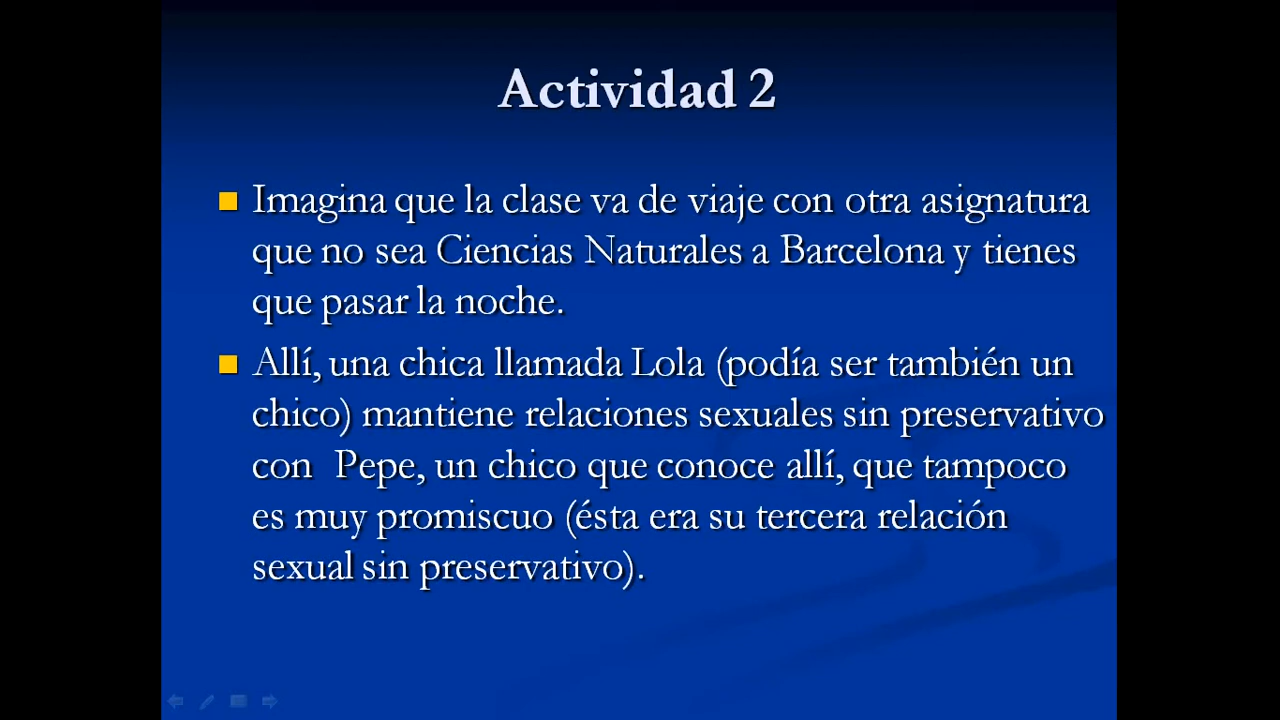 Actividad 2
Imagina que la clase va de viaje con otra asignatura
que no sea Ciencias Naturales a Barcelona y tienes
que pasar la noche.
Allí, una chica llamada Lola (podía ser también un
chico) mantiene relaciones sexuales sin preservativo
con  Pepe, un chico que conoce allí, que tampoco
es muy promiscuo (ésta era su tercera relación
sexual sin preservativo).